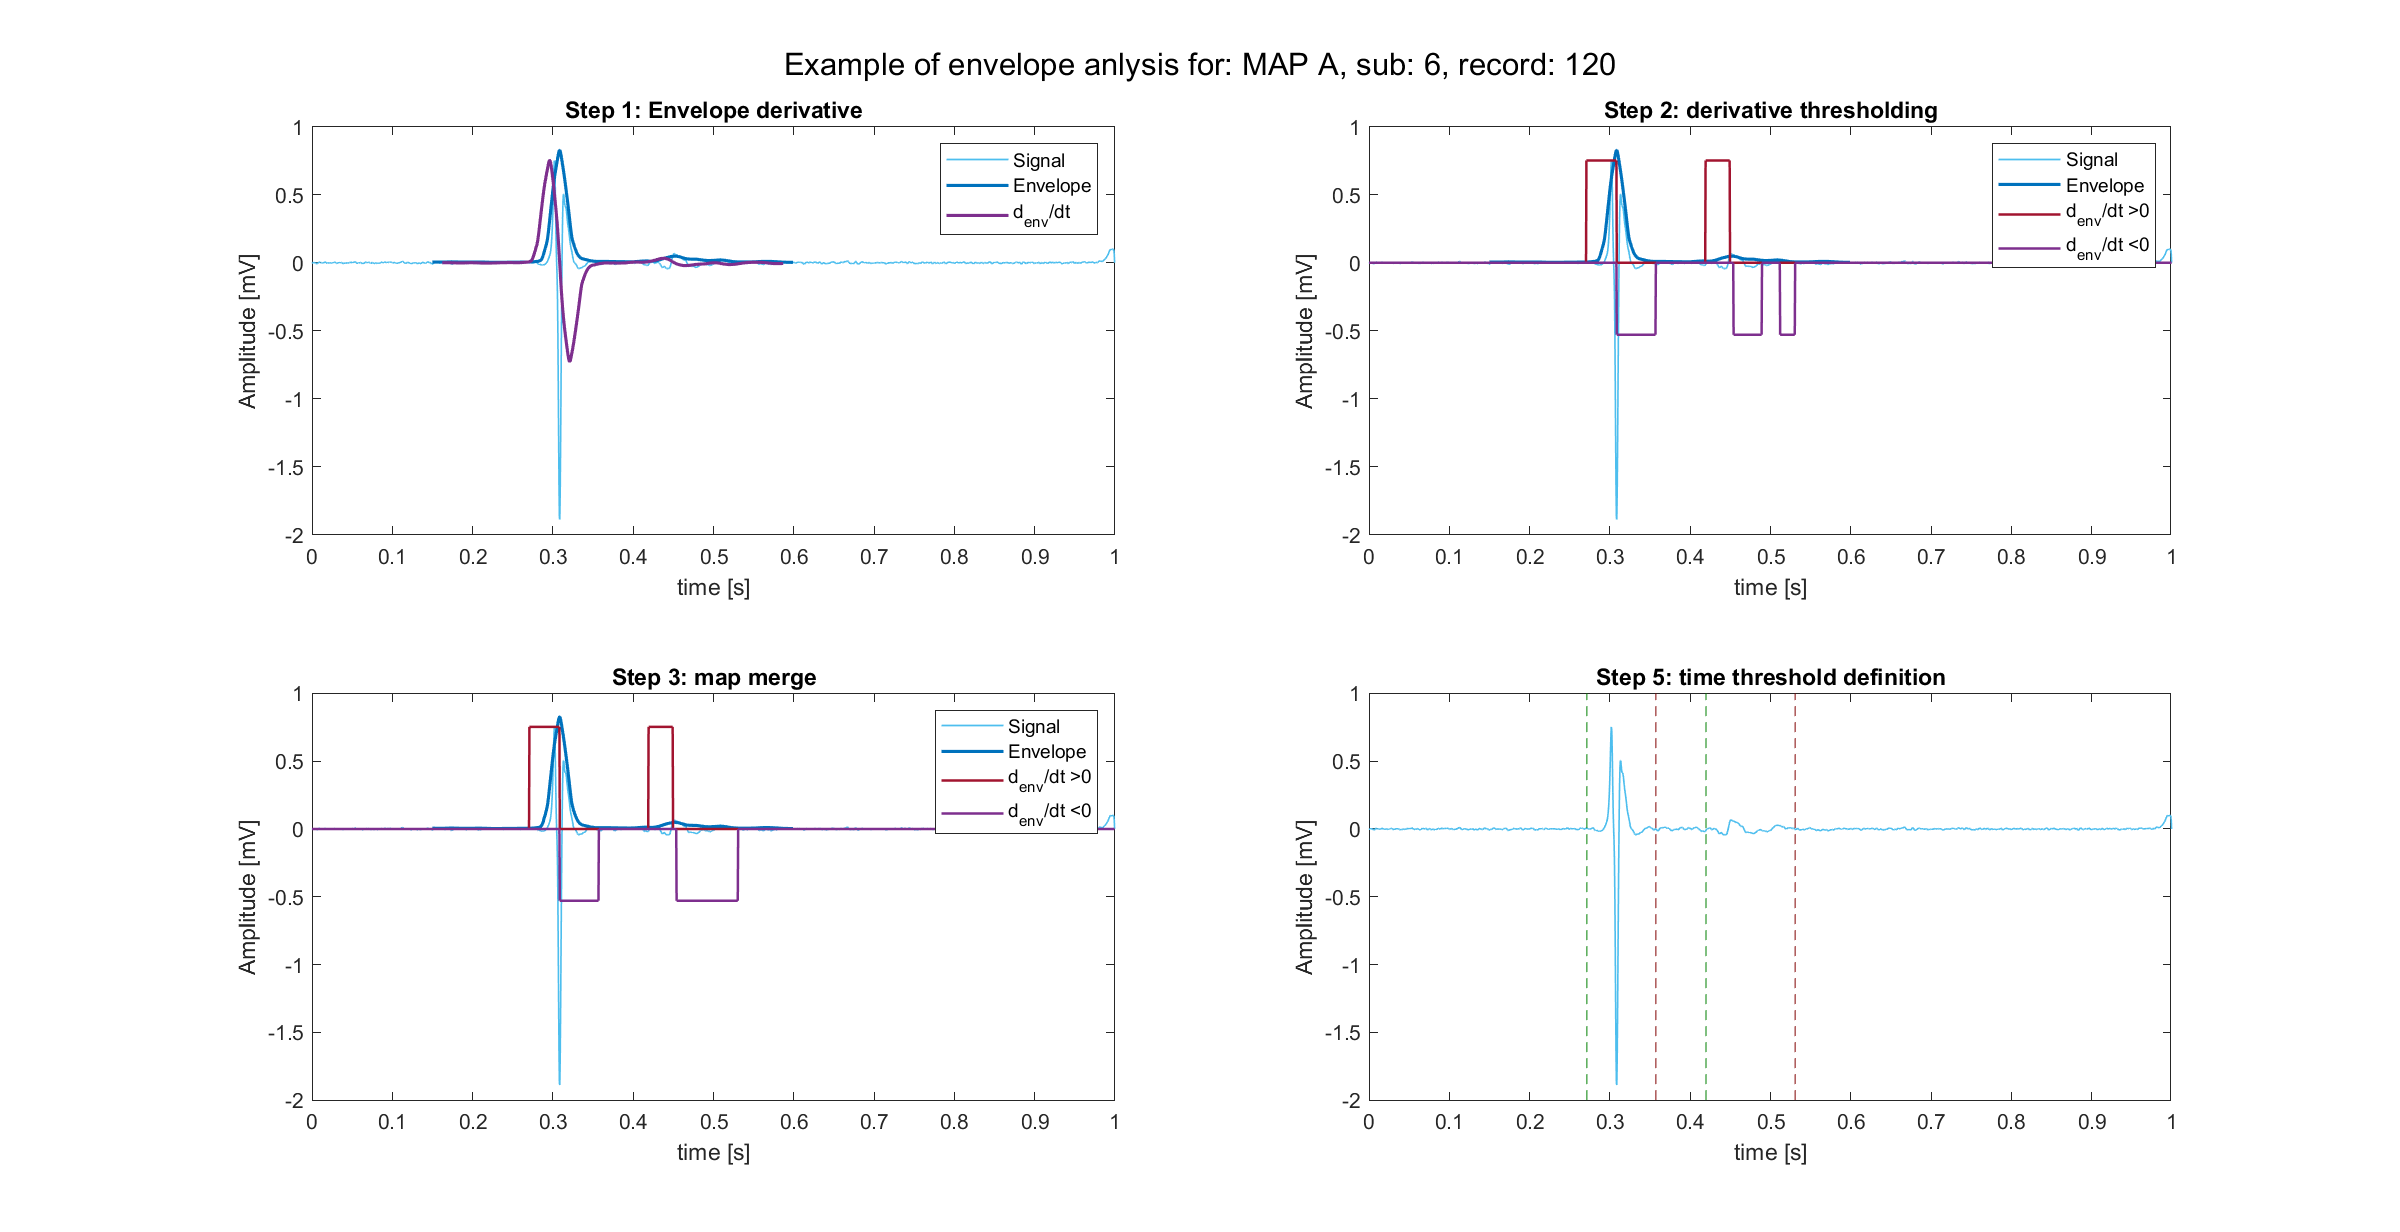 Example of envelope anlysis for: MAP A, sub: 6, record: 120
Step 1: Envelope derivative
Amplitude [mV]
1
0.5
0
-0.5
-1
-1.5
-2
0 0.1 0.2 0.3 0.4 0.5 0.6 0.7 0.8 0.9 1
time [s]
Signal
Envelope
d_env/dt
Step 2: derivative thresholding
Amplitude [mV]
1
0.5
0
-0.5
-1
-1.5
-2
0 0.1 0.2 0.3 0.4 0.5 0.6 0.7 0.8 0.9 1
time [s]
Signal
Envelope
d_env/dt >0
d_env/dt <0
Step 3: map merge
Amplitude [mV]
1
0.5
0
-0.5
-1
-1.5
-2
0 0.1 0.2 0.3 0.4 0.5 0.6 0.7 0.8 0.9 1
time [s]
Signal
Envelope
d_env/dt >0
d_env/dt <0
Step 5: time threshold definition
Amplitude [mV]
1
0.5
0
-0.5
-1
-1.5
-2
0 0.1 0.2 0.3 0.4 0.5 0.6 0.7 0.8 0.9 1
time [s]